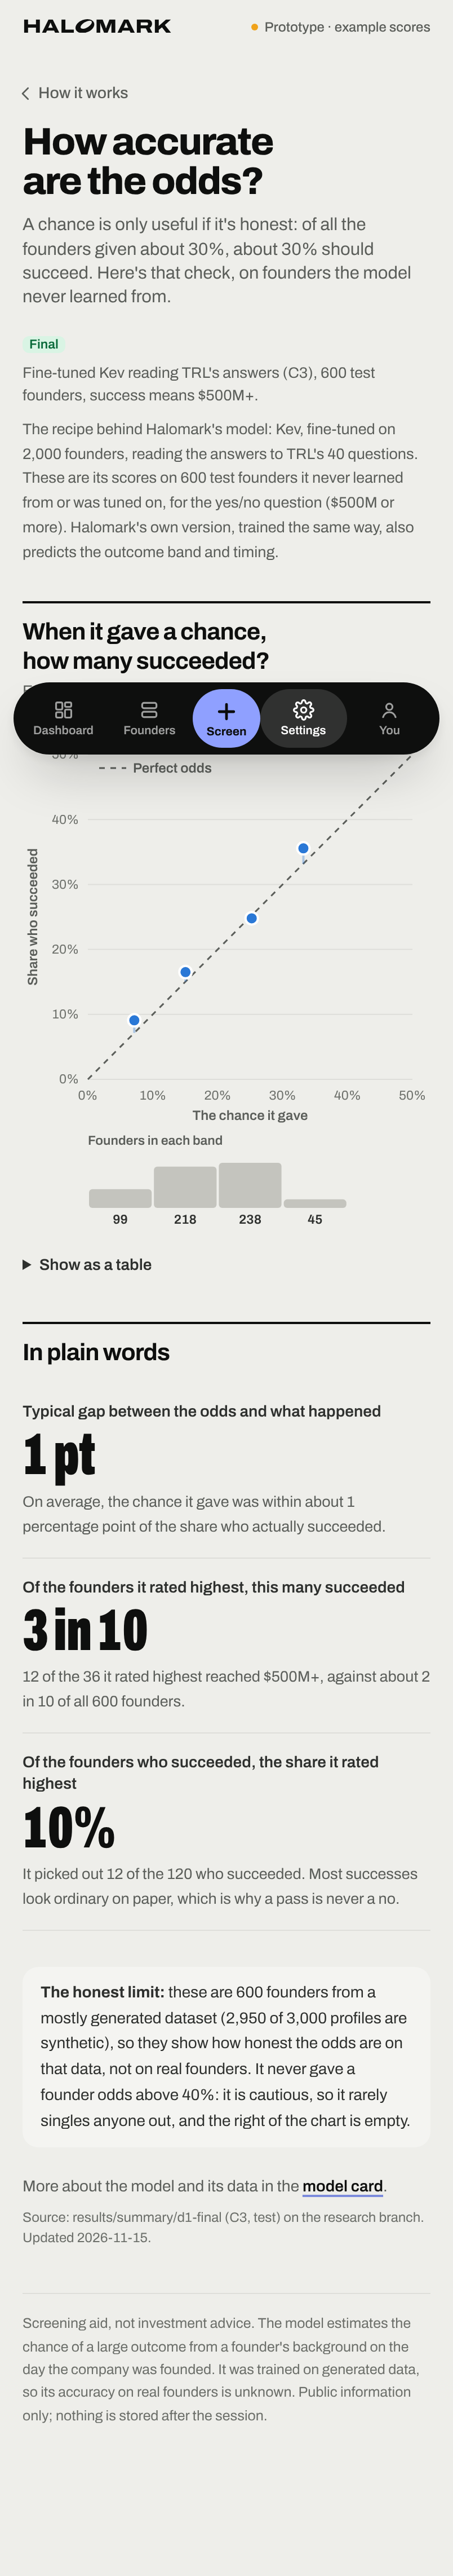 HALOMARK
Prototype · example scores
How it works
How accurate
are the odds?
A chance is only useful if it's honest: of all the
founders given about 30%, about 30% should
succeed. Here's that check, on founders the model
never learned from.
Final
Fine-tuned Kev reading TRL's answers (C3), 600 test
founders, success means $500M+.
The recipe behind Halomark's model: Kev, fine-tuned on
2,000 founders, reading the answers to TRL's 40 questions.
These are its scores on 600 test founders it never learned
from or was tuned on, for the yes/no question ($500M or
more). Halomark's own version, trained the same way, also
predicts the outcome band and timing.
When it gave a chance,
how many succeeded?
Dashboard
Founders
Screen
Settings
You
50%
Perfect odds
40%
30%
20%
10%
0%
Share who succeeded
0% 10% 20% 30% 40% 50%
The chance it gave
Founders in each band
99 218 238 45
Show as a table
In plain words
Typical gap between the odds and what happened
1 pt
On average, the chance it gave was within about 1
percentage point of the share who actually succeeded.
Of the founders it rated highest, this many succeeded
3 in 10
12 of the 36 it rated highest reached $500M+, against about 2
in 10 of all 600 founders.
Of the founders who succeeded, the share it rated
highest
10%
It picked out 12 of the 120 who succeeded. Most successes
look ordinary on paper, which is why a pass is never a no.
The honest limit: these are 600 founders from a
mostly generated dataset (2,950 of 3,000 profiles are
synthetic), so they show how honest the odds are on
that data, not on real founders. It never gave a
founder odds above 40%: it is cautious, so it rarely
singles anyone out, and the right of the chart is empty.
More about the model and its data in the model card.
Source: results/summary/d1-final (C3, test) on the research branch.
Updated 2026-11-15.
Screening aid, not investment advice. The model estimates the
chance of a large outcome from a founder's background on the
day the company was founded. It was trained on generated data,
so its accuracy on real founders is unknown. Public information
only; nothing is stored after the session.